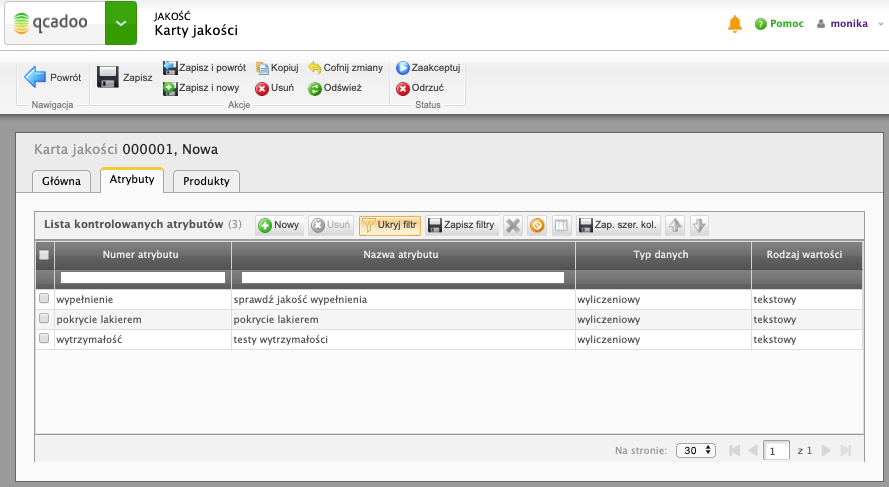 qcadoo
JAKOŚĆ
Karty jakości
Pomoc
monika
Powrót
Nawigacja
Zapisz
Zapisz i powrót
Kopiuj
Cofnij zmiany
Zapisz i nowy
Usuń
Odśwież
Akcje
Zaakceptuj
Odrzuć
Status
Karta jakości 000001, Nowa
Główna
Atrybuty
Produkty
Lista kontrolowanych atrybutów (3)
Nowy
Usuń
Ukryj filtr
Zapisz filtry
Zap. szer. kol.
Numer atrybutu
Nazwa atrybutu
Typ danych
Rodzaj wartości
wypełnienie
sprawdź jakość wypełnienia
wyliczeniowy
tekstowy
pokrycie lakierem
pokrycie lakierem
wyliczeniowy
tekstowy
wytrzymałość
testy wytrzymałości
wyliczeniowy
tekstowy
Na stronie:
30
1
z 1